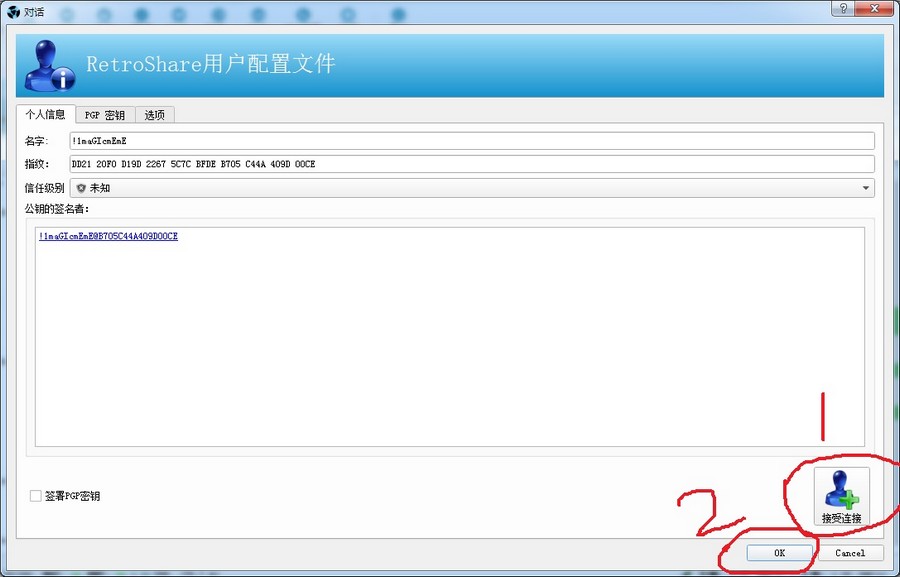 对话
RetroShare用户配置文件
个人信息 PGP 密钥 选项
名字: !1maGIcmEmE
指纹: DD21 20F0 D19D 2267 5C7C BFDE B705 C44A 409D 00CE
信任级别 未知
公钥的签名者:
!1maGIcmEmE@B705C44A409D00CE
1
签署PGP密钥
接受连接
2
OK Cancel